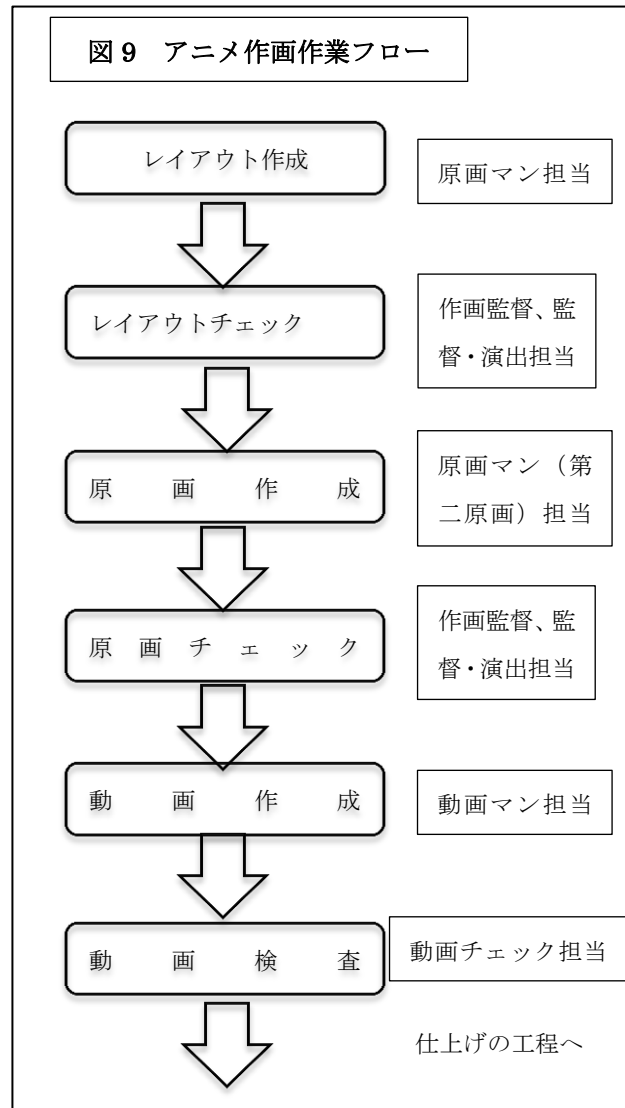 図9 アニメ作画作業フロー
レイアウト作成
原画マン担当
レイアウトチェック
作画監督、監
督・演出担当
原画作成
原画マン（第
二原画）担当
原画チェック
作画監督、監
督・演出担当
動画作成
動画マン担当
動画検査
動画チェック担当
仕上げの工程へ